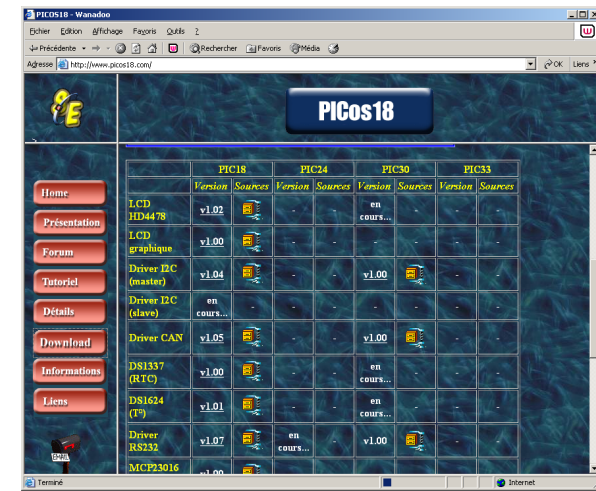 PICOS18 - Wanadoo
Fichier Edition Affichage Favoris Outils ?
Précédente Rechercher Favoris Média
Adresse http://www.picos18.com/ OK Liens
iE
PICos18
PIC18 PIC24 PIC30 PIC33
Version Sources Version Sources Version Sources Version Sources
Home
Présentation
Forum
Tutoriel
Détails
Download
Informations
Liens
EMAIL
LCD HD4478 v1.02 - - en cours... - -
LCD graphique v1.00 - - - - - -
Driver I2C (master) v1.04 - - v1.00 - -
Driver I2C (slave) en cours... - - - - - - -
Driver CAN v1.05 - - v1.00 - -
DS1337 (RTC) v1.00 - - en cours... - -
DS1624 (T°) v1.01 - - en cours... - - -
Driver RS232 v1.07 en cours... - v1.00 - -
MCP23016 v1.00
Terminé Internet